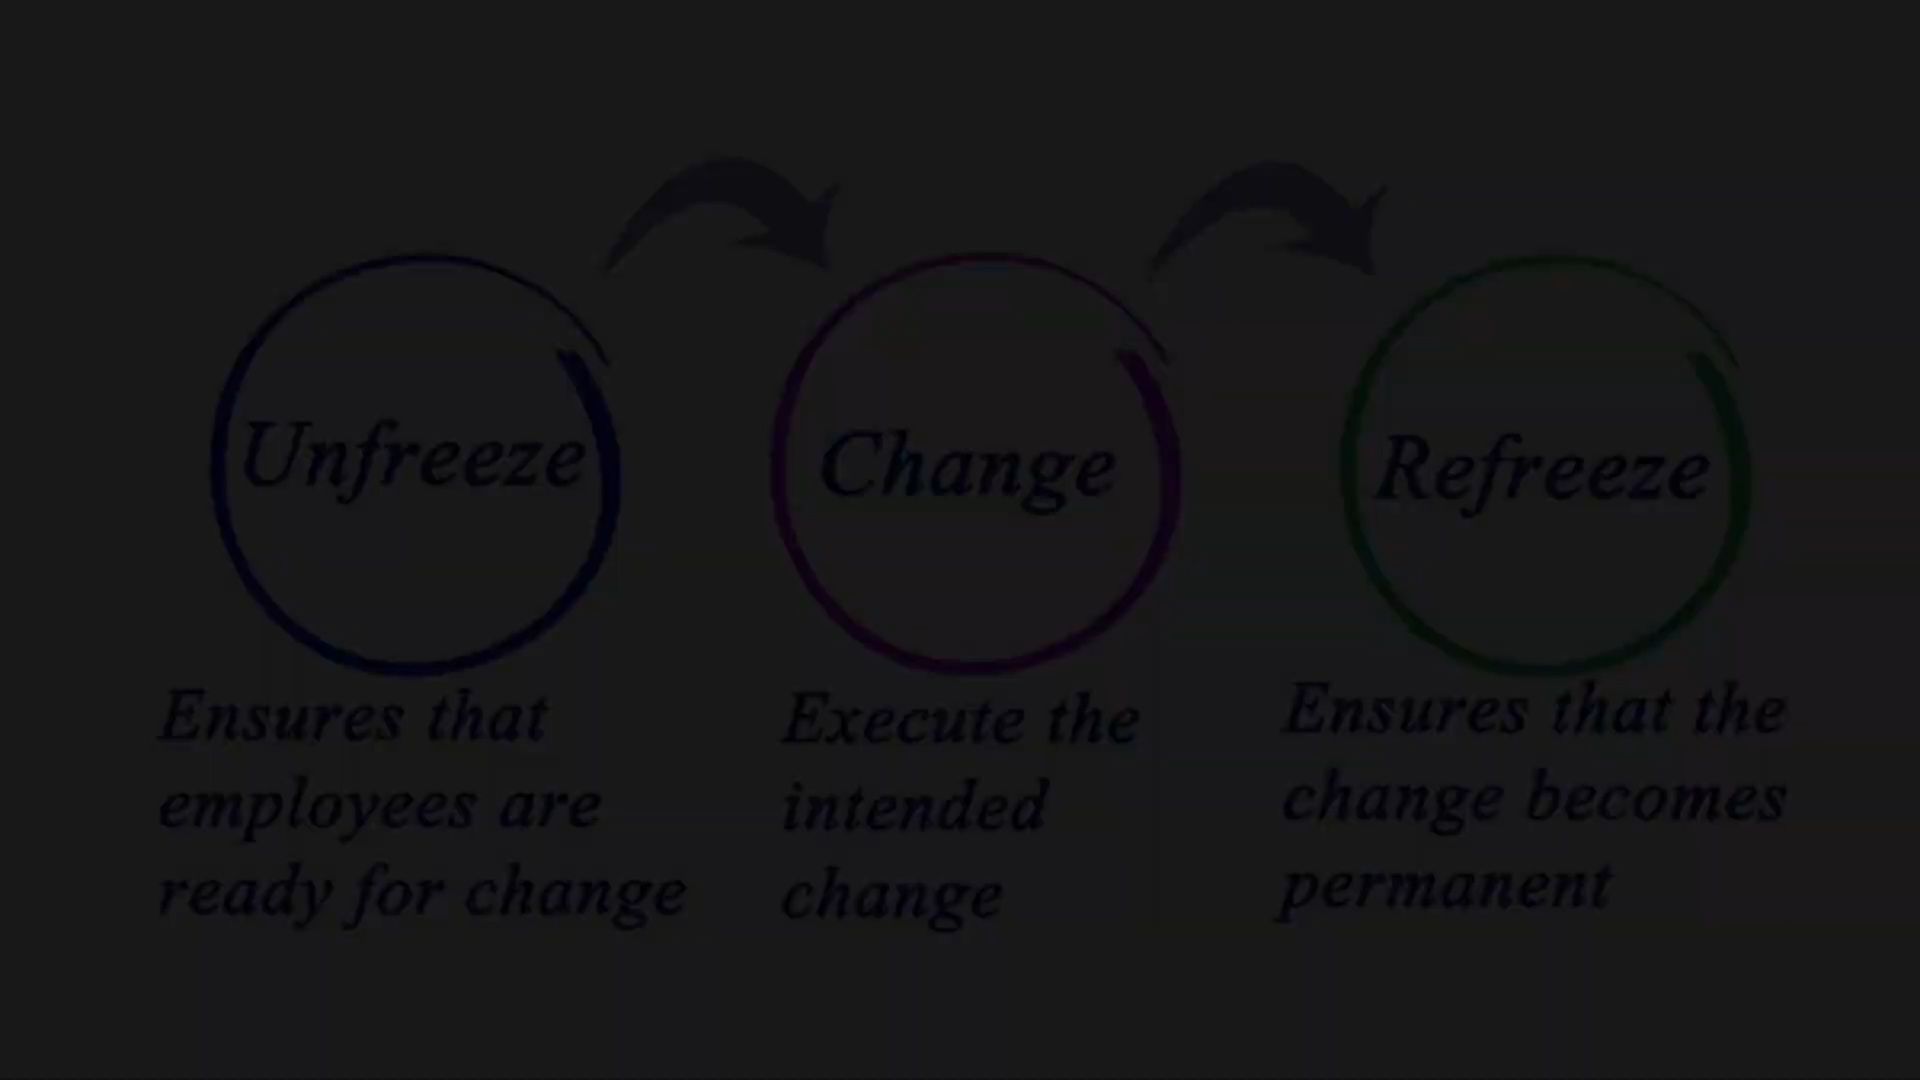 Unfreeze
Change
Refreeze
Ensures that
employees are
ready for change
Execute the
intended
change
Ensures that the
change becomes
permanent